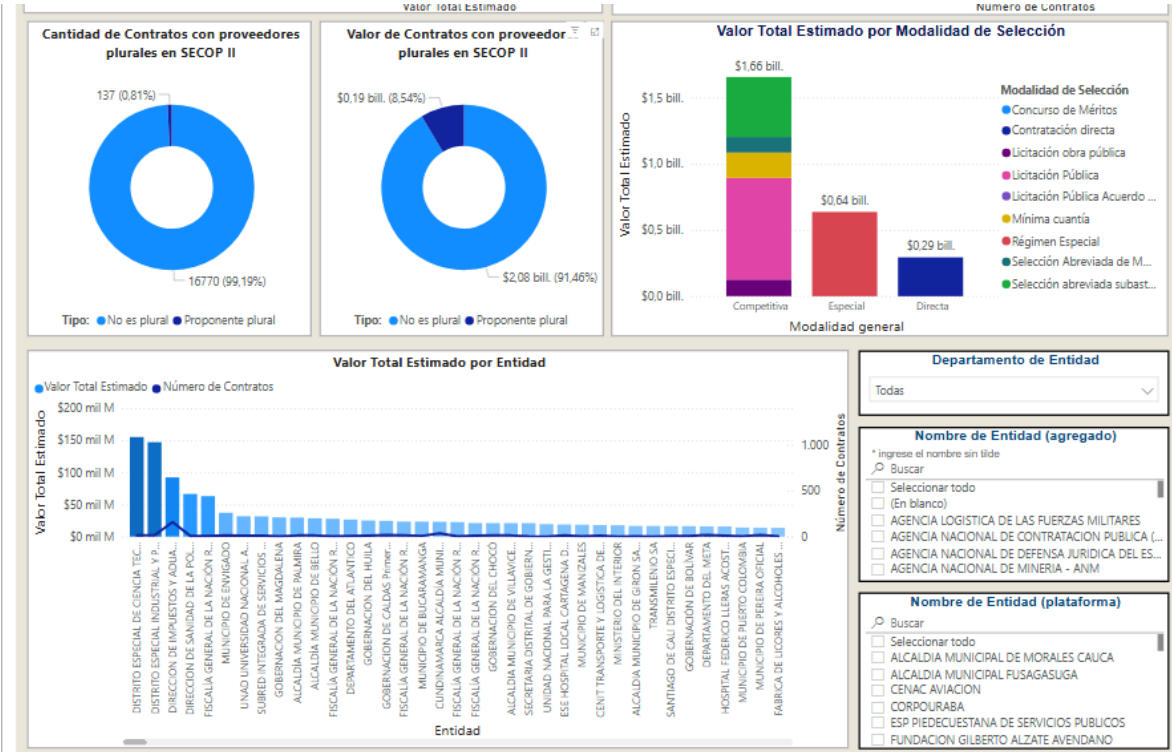 Valor Total Estimado
Número de Contratos
Cantidad de Contratos con proveedores
plurales en SECOP II
137 (0,81%)
16770 (99,19%)
Tipo: No es plural Proponente plural
Valor de Contratos con proveedor
plurales en SECOP II
$0,19 bill. (8,54%)
$2,08 bill. (91,46%)
Tipo: No es plural Proponente plural
Valor Total Estimado por Modalidad de Selección
Valor Total Estimado
$1,5 bill.
$1,0 bill.
$0,5 bill.
$0,0 bill.
$1,66 bill.
$0,64 bill.
$0,29 bill.
Competitiva
Especial
Directa
Modalidad general
Modalidad de Selección
Concurso de Méritos
Contratación directa
Licitación obra pública
Licitación Pública
Licitación Pública Acuerdo ...
Mínima cuantía
Régimen Especial
Selección Abreviada de M...
Selección abreviada subast...
Valor Total Estimado por Entidad
Valor Total Estimado Número de Contratos
Valor Total Estimado
$200 mil M
$150 mil M
$100 mil M
$50 mil M
$0 mil M
1.000
500
0
Número de Contratos
DISTRITO ESPECIAL DE CIENCIA TEC...
DISTRITO ESPECIAL INDUSTRIAL Y P...
DIRECCION DE IMPUESTOS Y ADUA...
DIRECCION DE SANIDAD DE LA POL...
FISCALÍA GENERAL DE LA NACIÓN R...
MUNICIPIO DE ENVIGADO
UNAD UNIVERSIDAD NACIONAL A...
SUBRED INTEGRADA DE SERVICIOS ...
GOBERNACION DEL MAGDALENA
ALCALDÍA MUNICIPIO DE PALMIRA
ALCALDÍA MUNICIPIO DE BELLO
FISCALÍA GENERAL DE LA NACIÓN R...
DEPARTAMENTO DEL ATLANTICO
GOBERNACION DEL HUILA
GOBERNACION DE CALDAS Primer...
FISCALÍA GENERAL DE LA NACIÓN R...
MUNICIPIO DE BUCARAMANGA
CUNDINAMARCA ALCALDÍA MUNI...
FISCALÍA GENERAL DE LA NACIÓN R...
FISCALÍA GENERAL DE LA NACIÓN R...
GOBERNACION DEL CHOCÓ
ALCALDIA MUNICIPIO DE VILLAVICE...
SECRETARIA DISTRITAL DE GOBIERN...
UNIDAD NACIONAL PARA LA GESTI...
ESE HOSPITAL LOCAL CARTAGENA D...
MUNICIPIO DE MANIZALES
CENIT TRANSPORTE Y LOGISTICA DE...
MINISTERIO DEL INTERIOR
ALCALDIA MUNICIPIO DE GIRON SA...
TRANSMILENIO SA
SANTIAGO DE CALI DISTRITO ESPECI...
GOBERNACIÓN DE BOLÍVAR
DEPARTAMENTO DEL META
HOSPITAL FEDERICO LLERAS ACOST...
MUNICIPIO DE PUERTO COLOMBIA
MUNICIPIO DE PEREIRA OFICIAL
FABRICA DE LICORES Y ALCOHOLES ...
Entidad
Departamento de Entidad
Todas
Nombre de Entidad (agregado)
* ingrese el nombre sin tilde
Buscar
Seleccionar todo
(En blanco)
AGENCIA LOGISTICA DE LAS FUERZAS MILITARES
AGENCIA NACIONAL DE CONTRATACION PUBLICA (...
AGENCIA NACIONAL DE DEFENSA JURIDICA DEL ES...
AGENCIA NACIONAL DE MINERIA - ANM
Nombre de Entidad (plataforma)
Buscar
Seleccionar todo
ALCALDIA MUNICIPAL DE MORALES CAUCA
ALCALDIA MUNICIPAL FUSAGASUGA
CENAC AVIACION
CORPOURABA
ESP PIEDECUESTANA DE SERVICIOS PUBLICOS
FUNDACION GILBERTO ALZATE AVENDANO